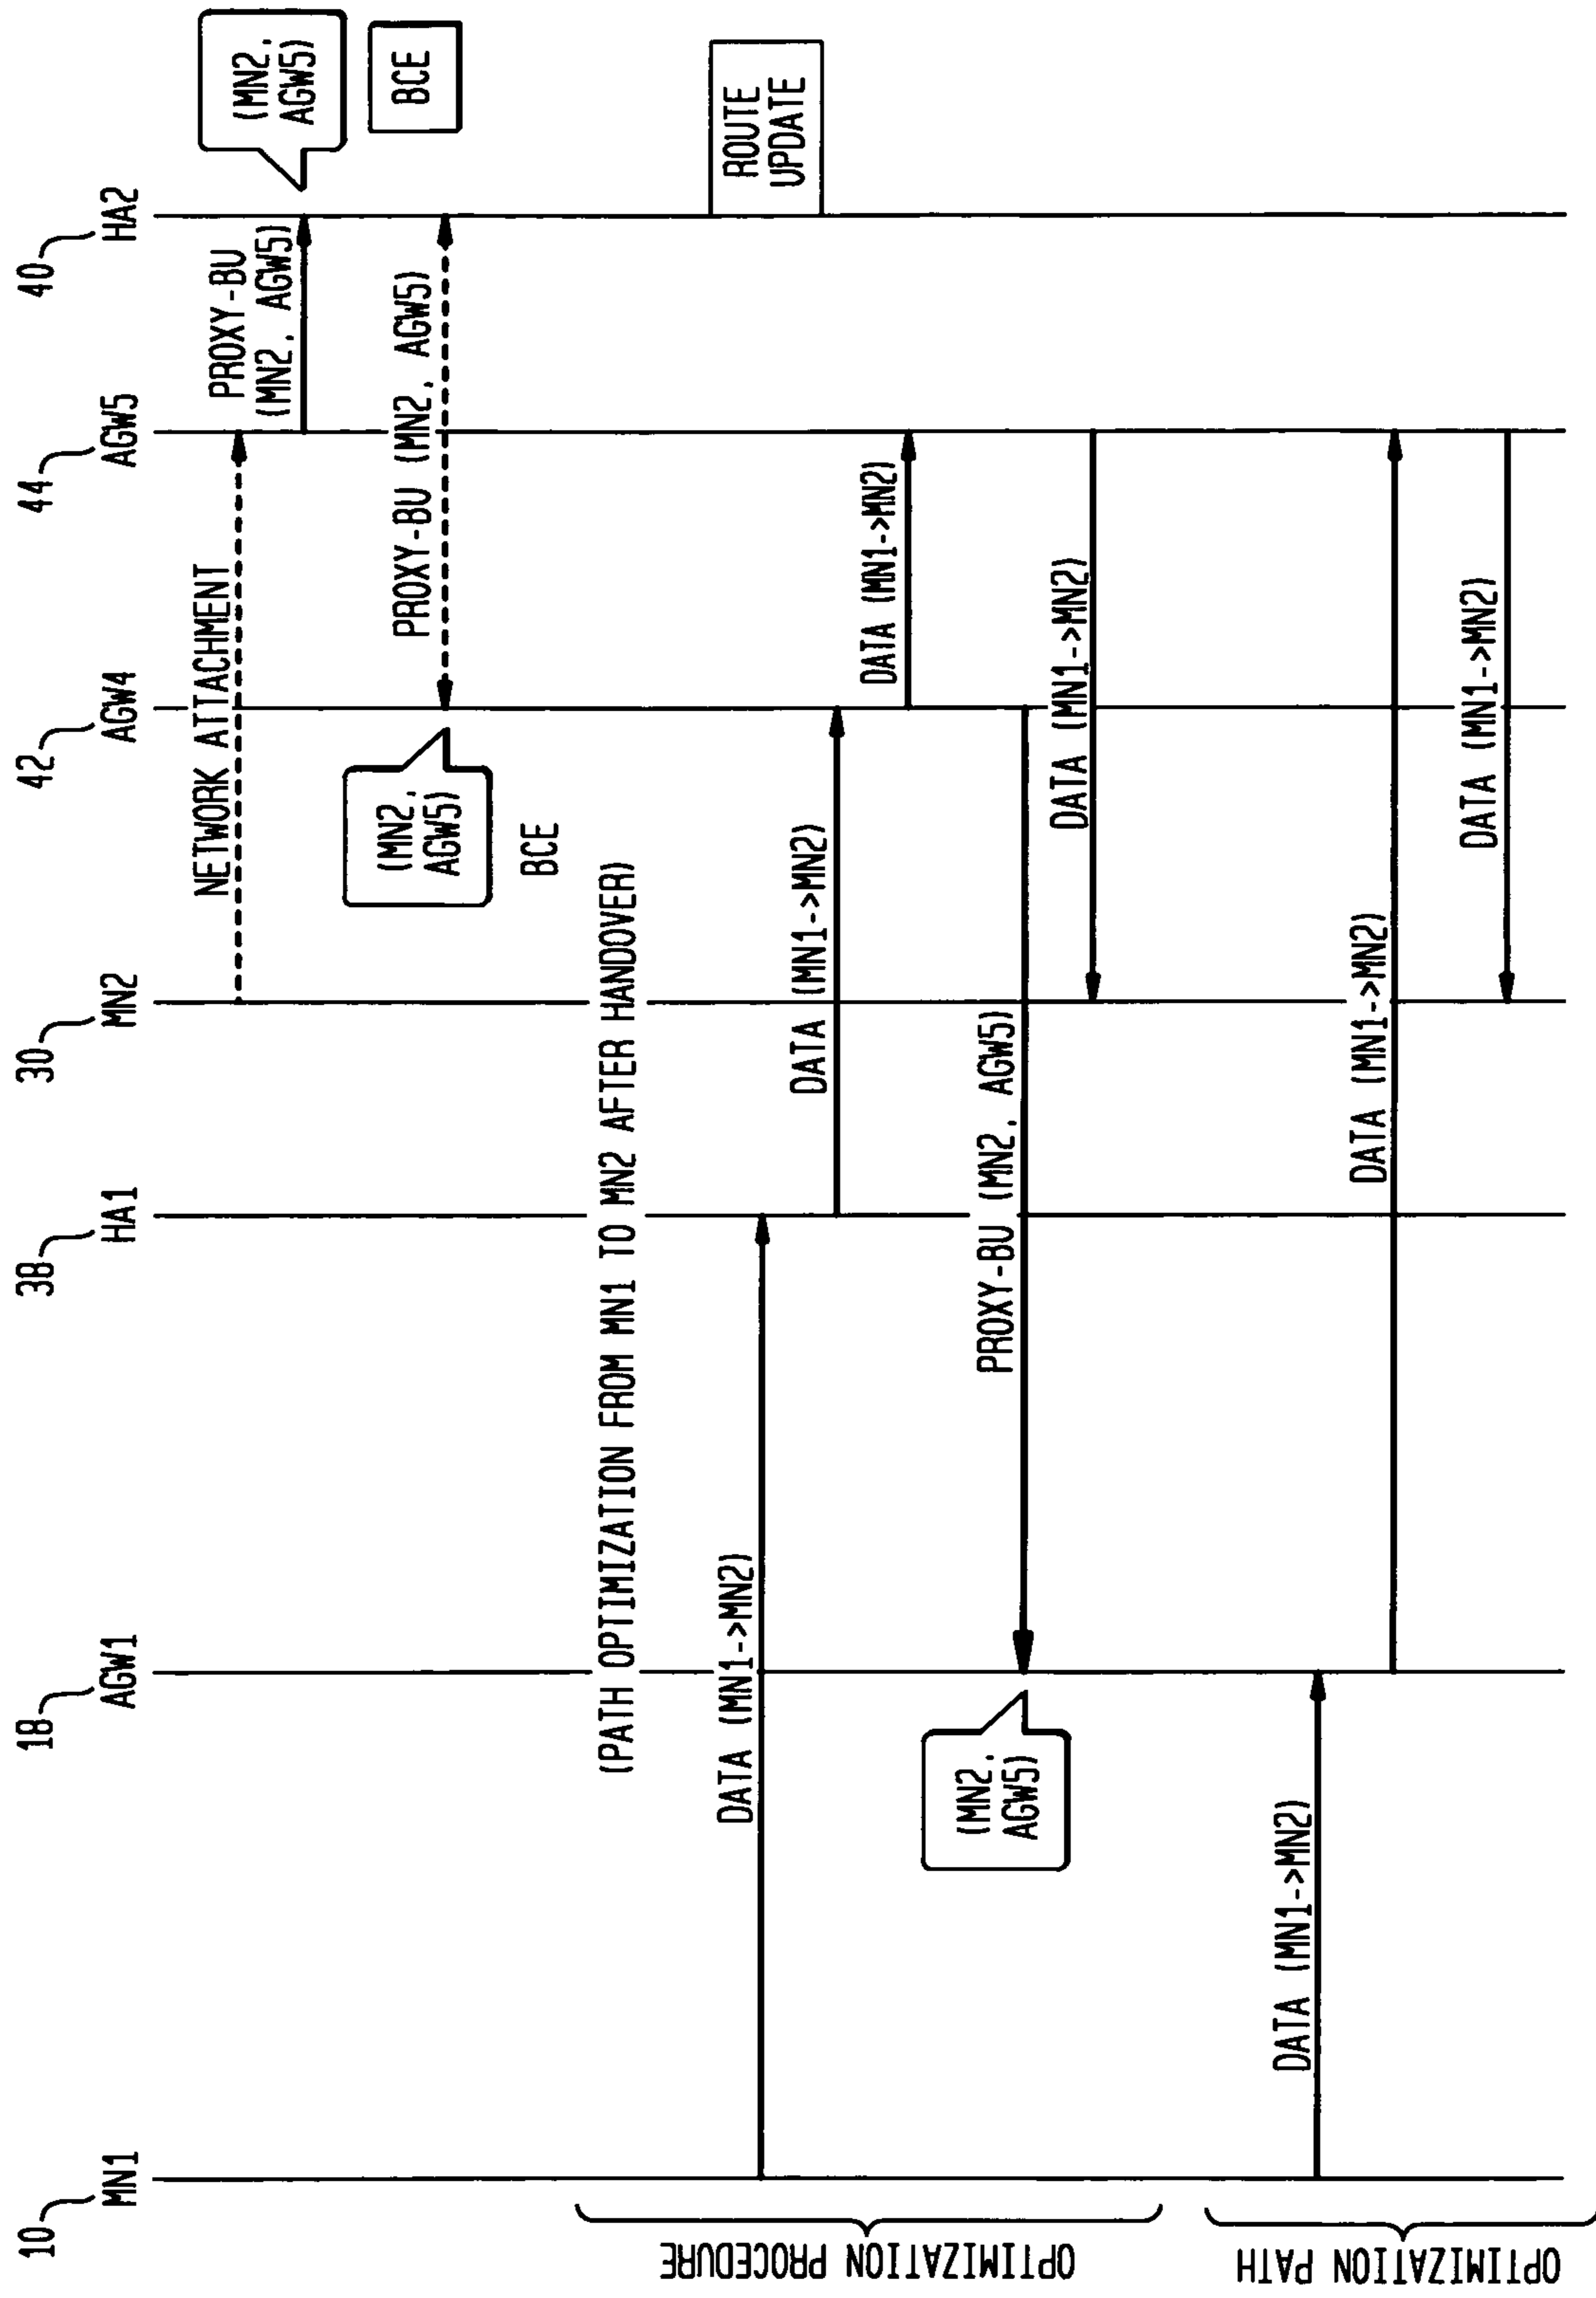 10
MN1
18
AGW1
38
HA1
30
MN2
42
AGW4
44
AGW5
40
HA2
NETWORK ATTACHMENT
PROXY-BU
(MN2, AGW5)
(MN2,
AGW5)
BCE
PROXY-BU (MN2, AGW5)
(MN2,
AGW5)
BCE
(PATH OPTIMIZATION FROM MN1 TO MN2 AFTER HANDOVER)
ROUTE
UPDATE
OPTIMIZATION PROCEDURE
DATA (MN1->MN2)
DATA (MN1->MN2)
DATA (MN1->MN2)
PROXY-BU (MN2, AGW5)
(MN2,
AGW5)
DATA (MN1->MN2)
OPTIMIZATION PATH
DATA (MN1->MN2)
DATA (MN1->MN2)
DATA (MN1->MN2)